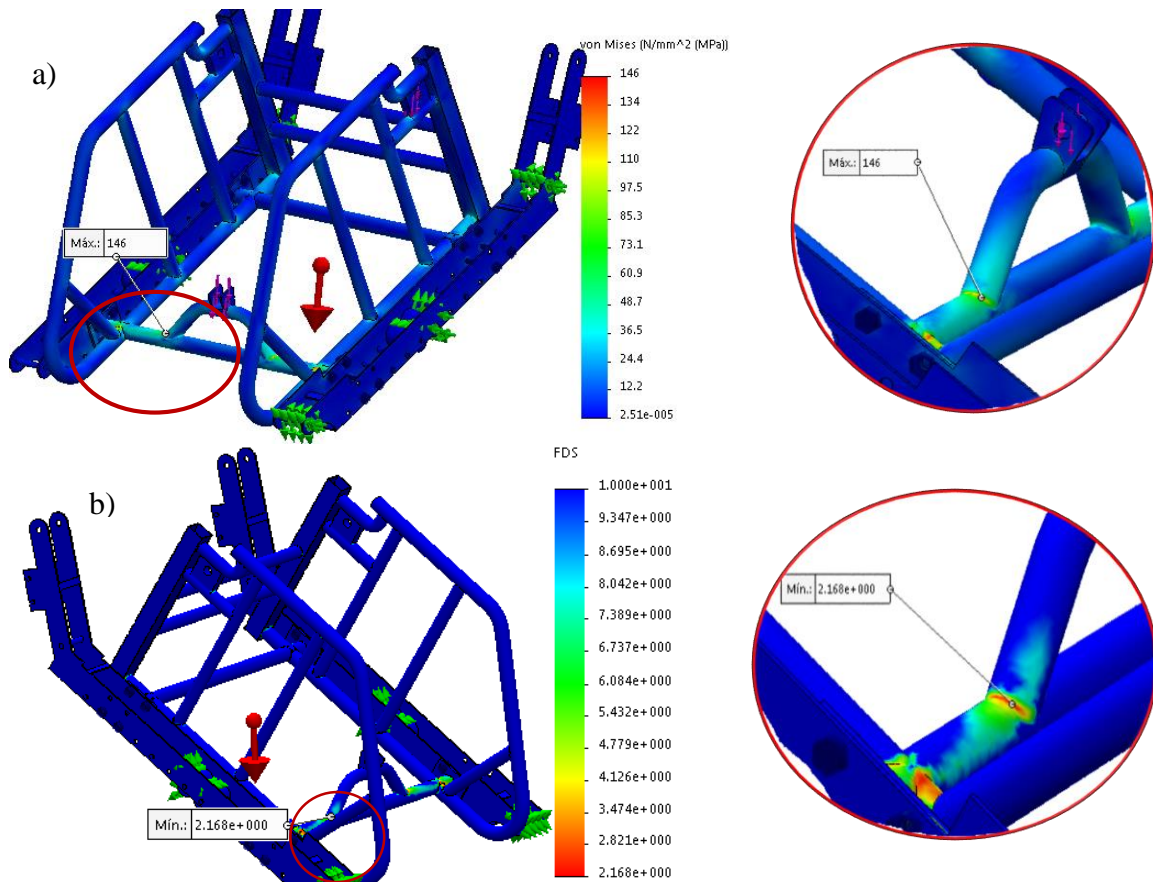 a)
von Mises (N/mm^2 (MPa))
146
134
122
110
97.5
85.3
73.1
60.9
48.7
36.5
24.4
12.2
2.51e-005
Máx.: 146
Máx.: 146
b)
FDS
1.000e+001
9.347e+000
8.695e+000
8.042e+000
7.389e+000
6.737e+000
6.084e+000
5.432e+000
4.779e+000
4.126e+000
3.474e+000
2.821e+000
2.168e+000
Mín.: 2.168e+000
Mín.: 2.168e+000